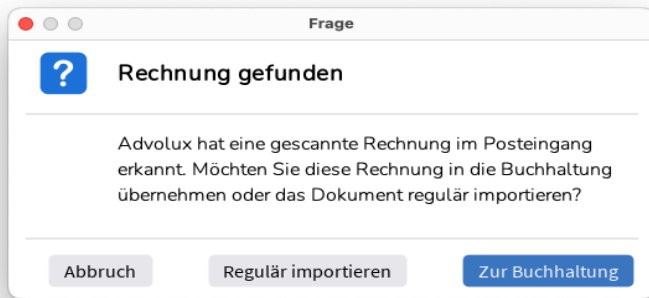 Frage
?
Rechnung gefunden
Advolux hat eine gescannte Rechnung im Posteingang
erkannt. Möchten Sie diese Rechnung in die Buchhaltung
übernehmen oder das Dokument regulär importieren?
Abbruch
Regulär importieren
Zur Buchhaltung